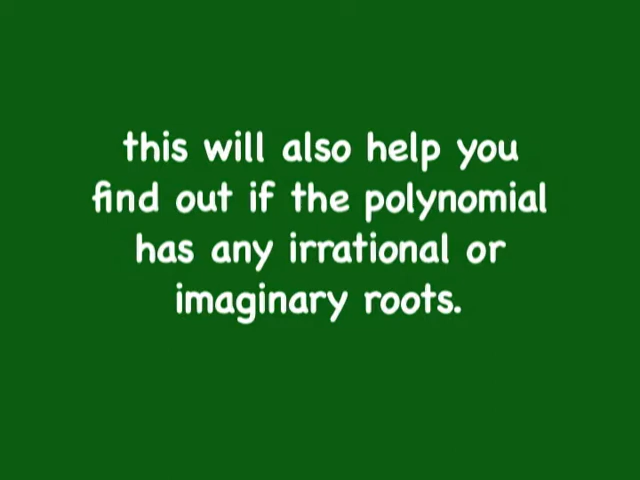 this will also help you
find out if the polynomial
has any irrational or
imaginary roots.